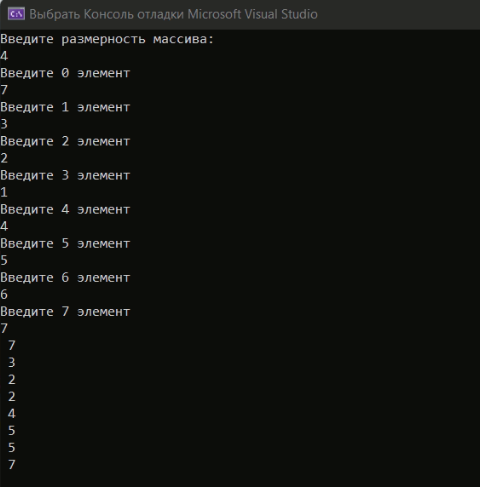 Выбрать Консоль отладки Microsoft Visual Studio
Введите размерность массива:
4
Введите 0 элемент
7
Введите 1 элемент
3
Введите 2 элемент
2
Введите 3 элемент
1
Введите 4 элемент
4
Введите 5 элемент
5
Введите 6 элемент
6
Введите 7 элемент
7
7
3
2
2
4
5
5
7